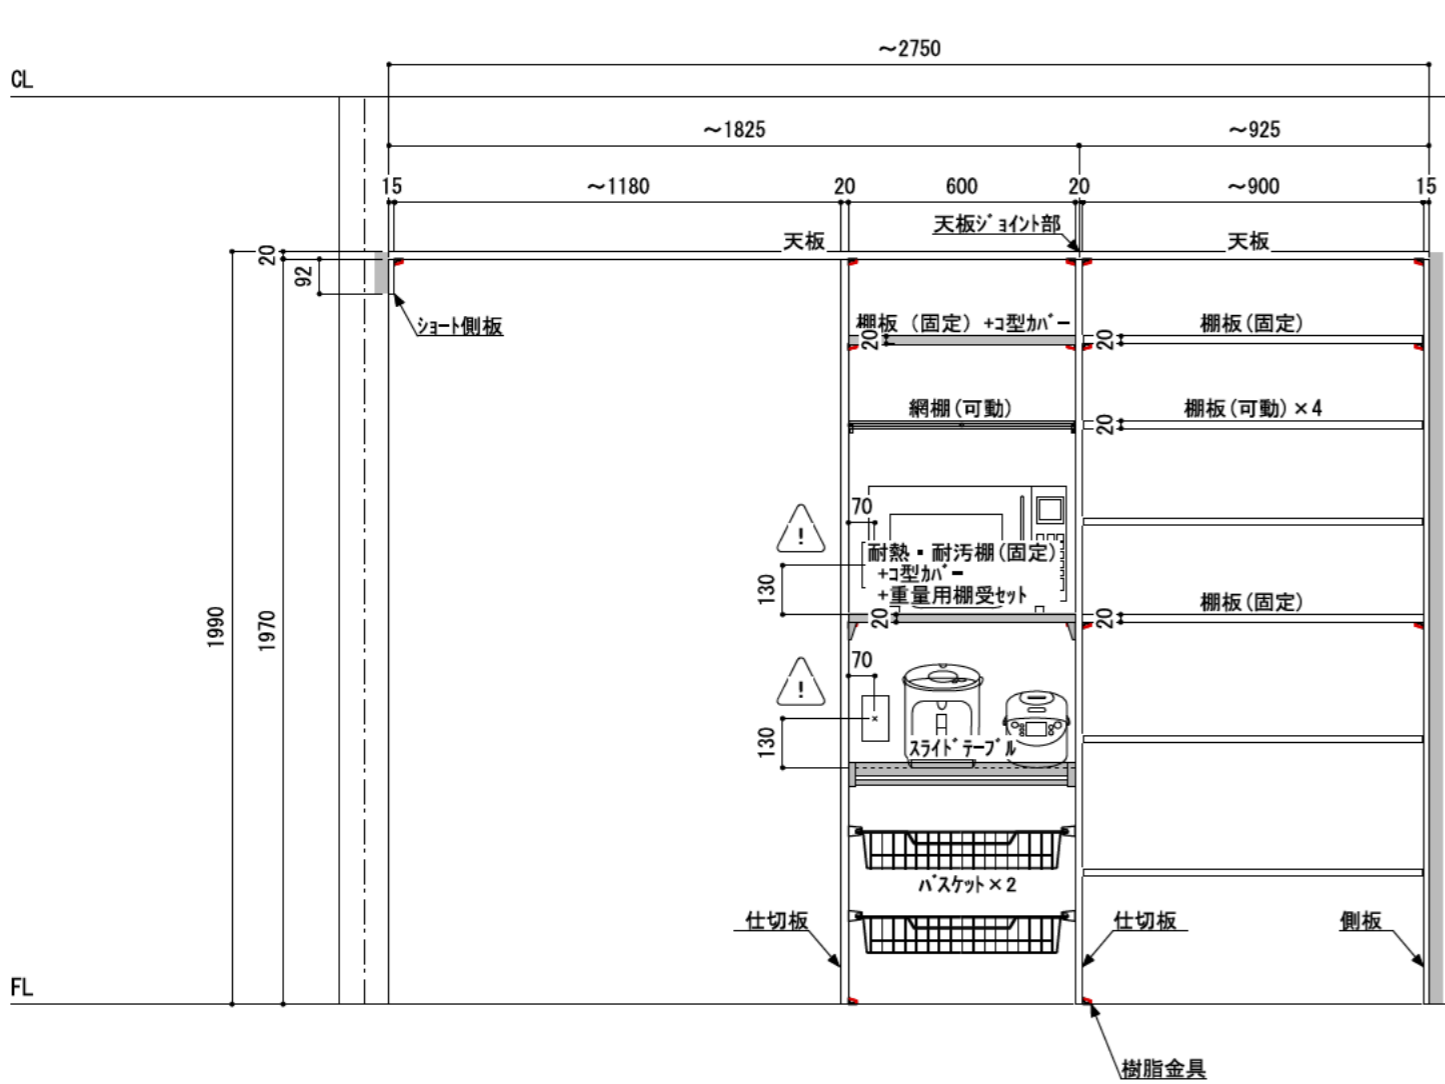 ～2750
CL
～1825
～925
15
～1180
20
600
20
～900
15
天板ｼﾞｮｲﾝﾄ部
天板
天板
20
92
ｼｮｰﾄ側板
棚板（固定）+ｺ型ｶﾊﾞｰ
20
棚板(固定)
20
網棚(可動)
棚板(可動)×4
20
70
!
耐熱・耐汚棚(固定)
+ｺ型ｶﾊﾞｰ
+重量用棚受ｾｯﾄ
130
棚板(固定)
20
20
1990
1970
70
!
130
ｽﾗｲﾄﾞﾃｰﾌﾞﾙ
ﾊﾞｽｹｯﾄ×2
仕切板
仕切板
側板
FL
樹脂金具